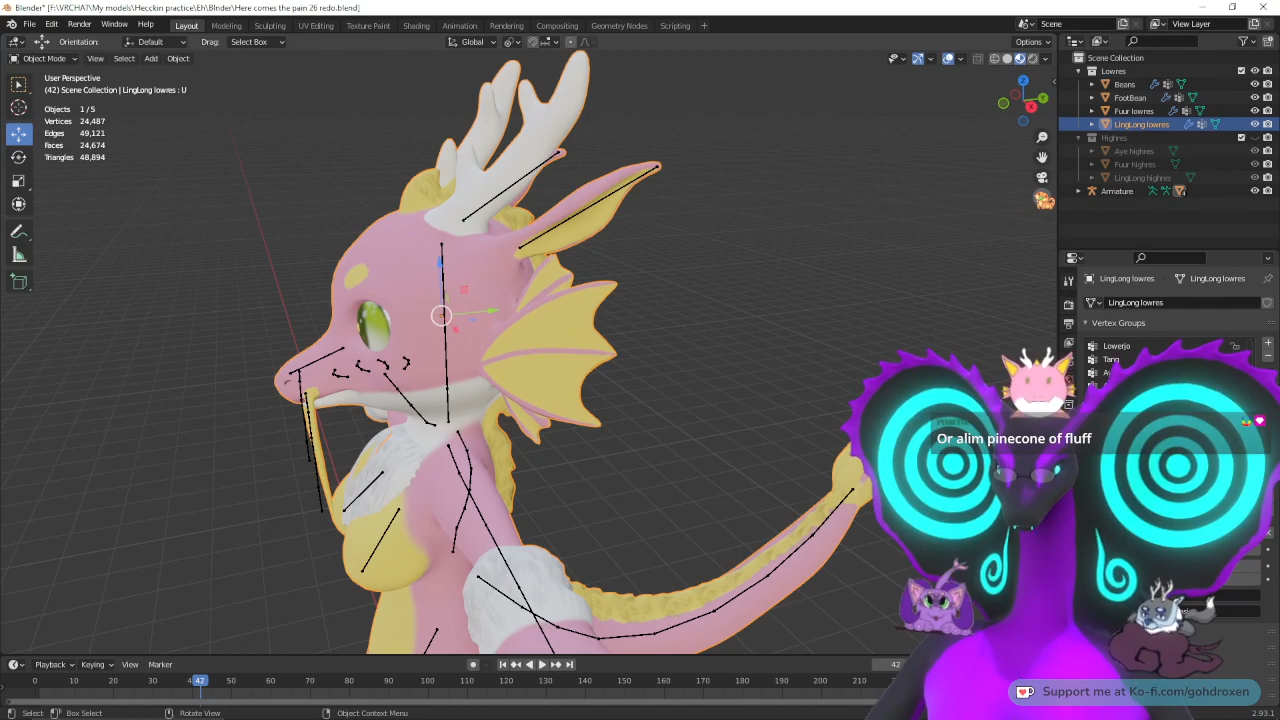 Blender* [F:\VRCHAT\My models\Hecckin practice\Eh\Blnder\Here comes the pain 26 redo.blend]
File Edit Render Window Help Layout Modeling Sculpting UV Editing Texture Paint Shading Animation Rendering Compositing Geometry Nodes Scripting + Scene View Layer
Orientation: Default Drag: Select Box Global Options
Object Mode View Select Add Object
User Perspective
(42) Scene Collection | LingLong lowres : U
Objects 1/5
Vertices 24,487
Edges 49,121
Faces 24,674
Triangles 48,894
Z
Y
X
Scene Collection
Lowres
Beans
FootBean
Fuur lowres
LingLong lowres
Highres
Aye highres
Fuur highres
LingLong highres
Armature
LingLong lowres LingLong lowres
LingLong lowres
Vertex Groups
Lowerjo
Tang
Or alim pinecone of fluff
Playback Keying View Marker 42
0 10 20 30 42 50 60 70 80 90 100 110 120 130 140 150 160 170 180 190 200 210
Support me at Ko-fi.com/gohdroxen
Select Box Select Rotate View Object Context Menu 2.93.1